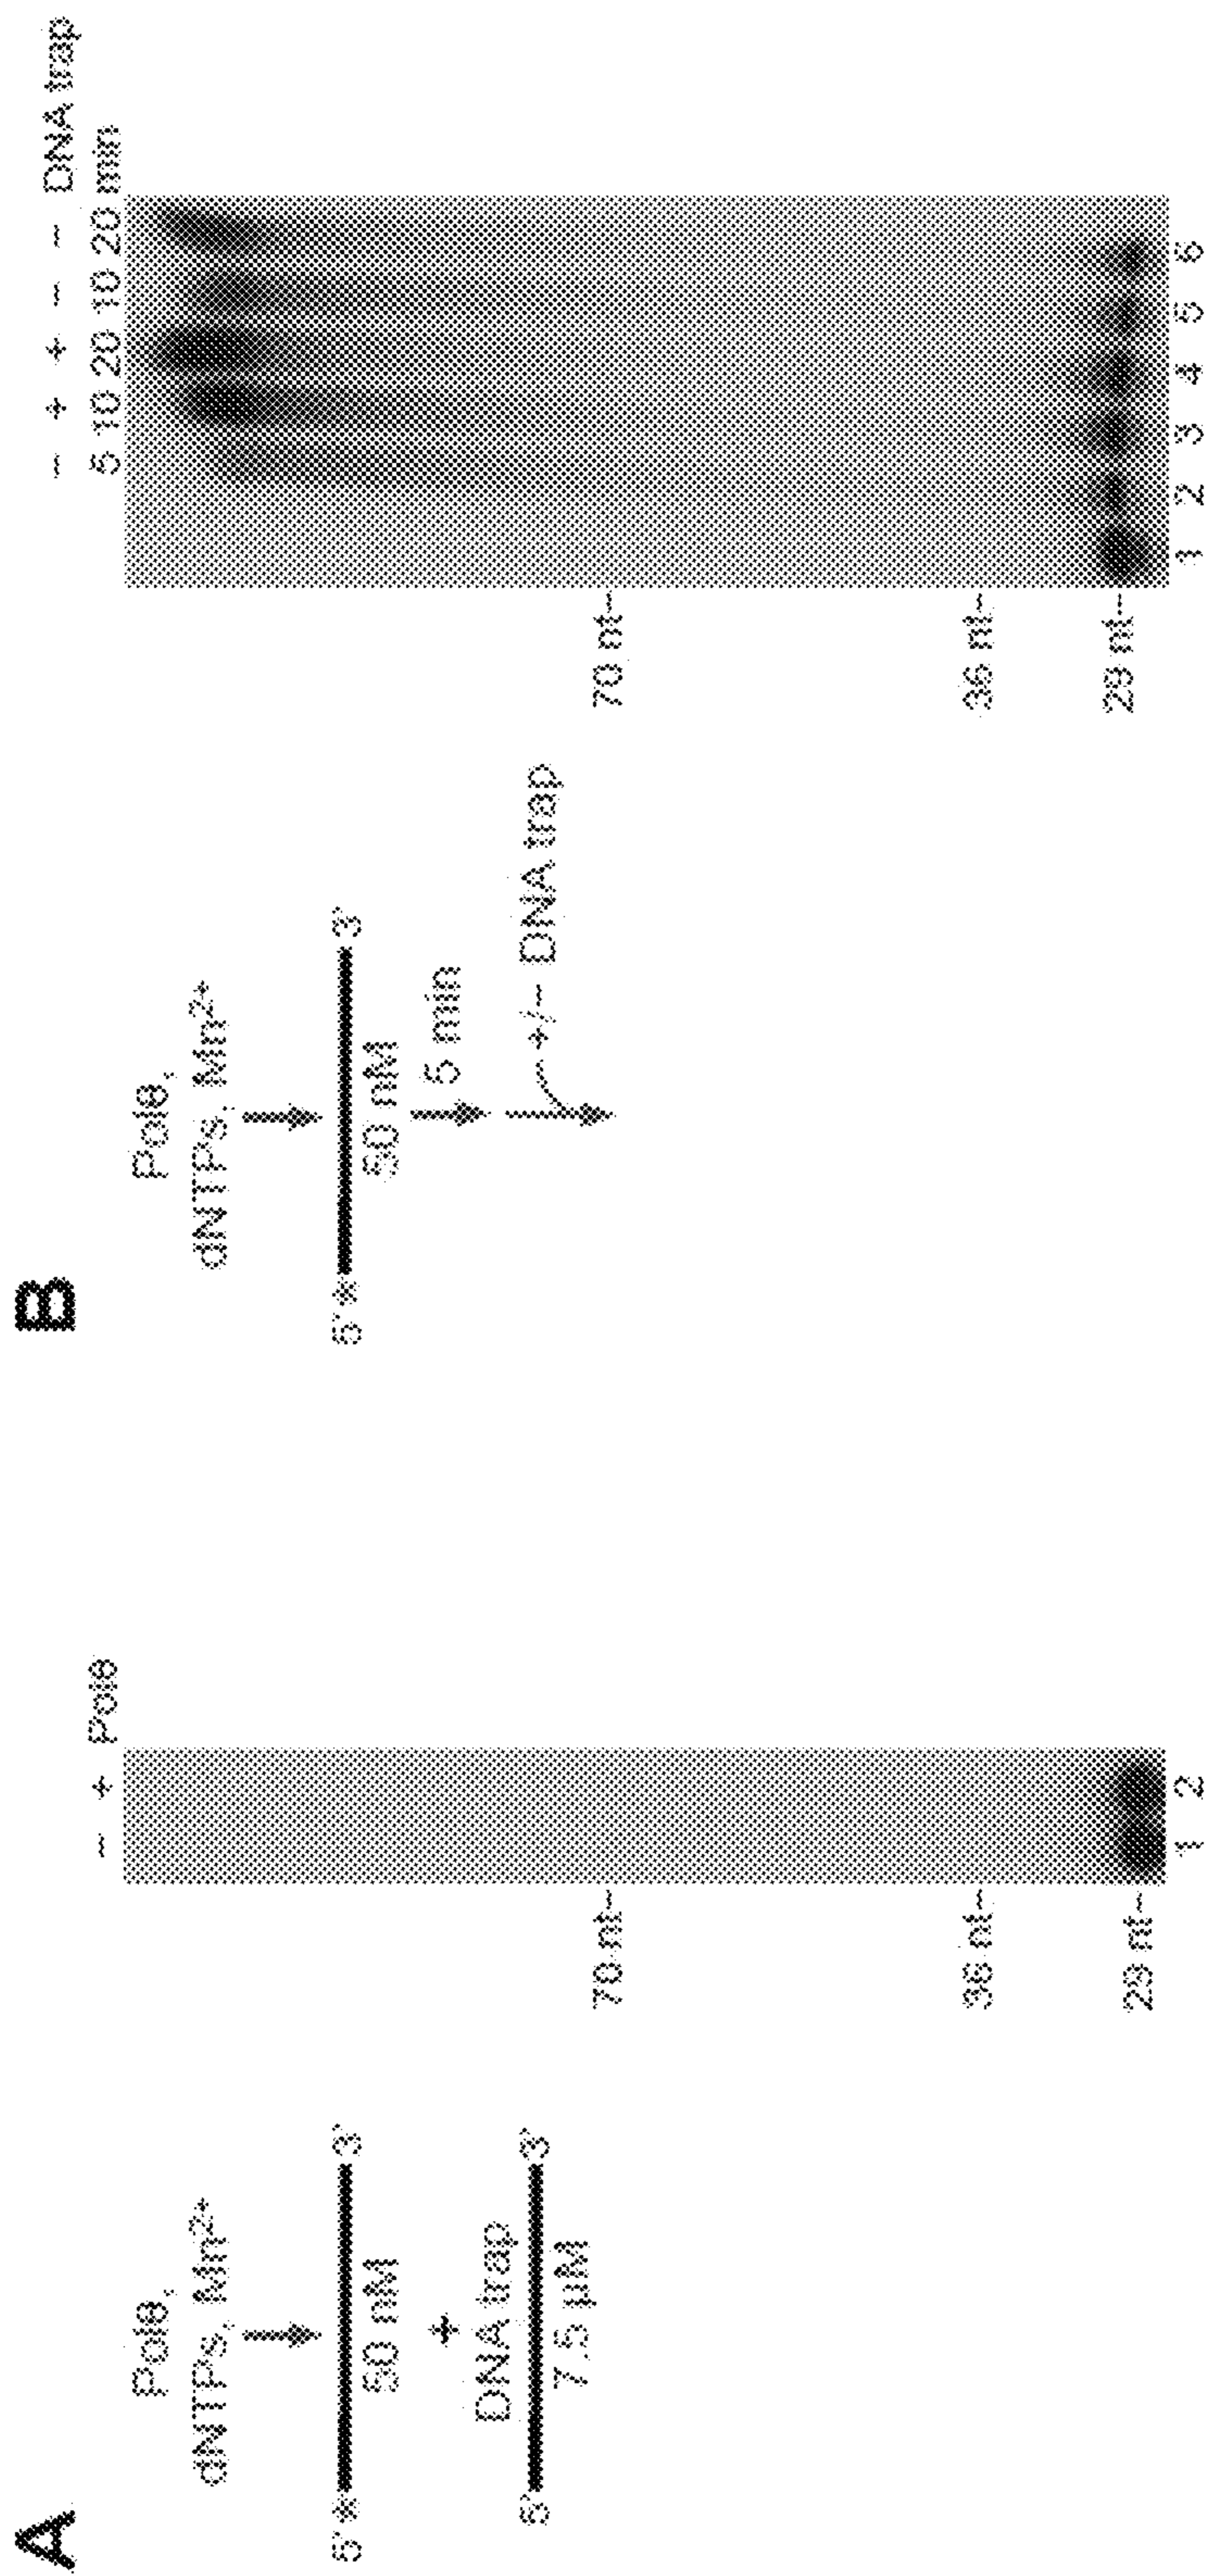 A
Polθ,
dNTPs, Mn²⁺
5' * 3'
50 nM
+
DNA trap
5' 3'
7.5 µM
- + Polθ
70 nt-
36 nt-
29 nt-
1 2
B
Polθ,
dNTPs, Mn²⁺
5' * 3'
50 nM
5 min
+/- DNA trap
- + + - - DNA trap
5 10 20 10 20 min
70 nt-
36 nt-
29 nt-
1 2 3 4 5 6